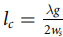 l_c = λg / 2w_s